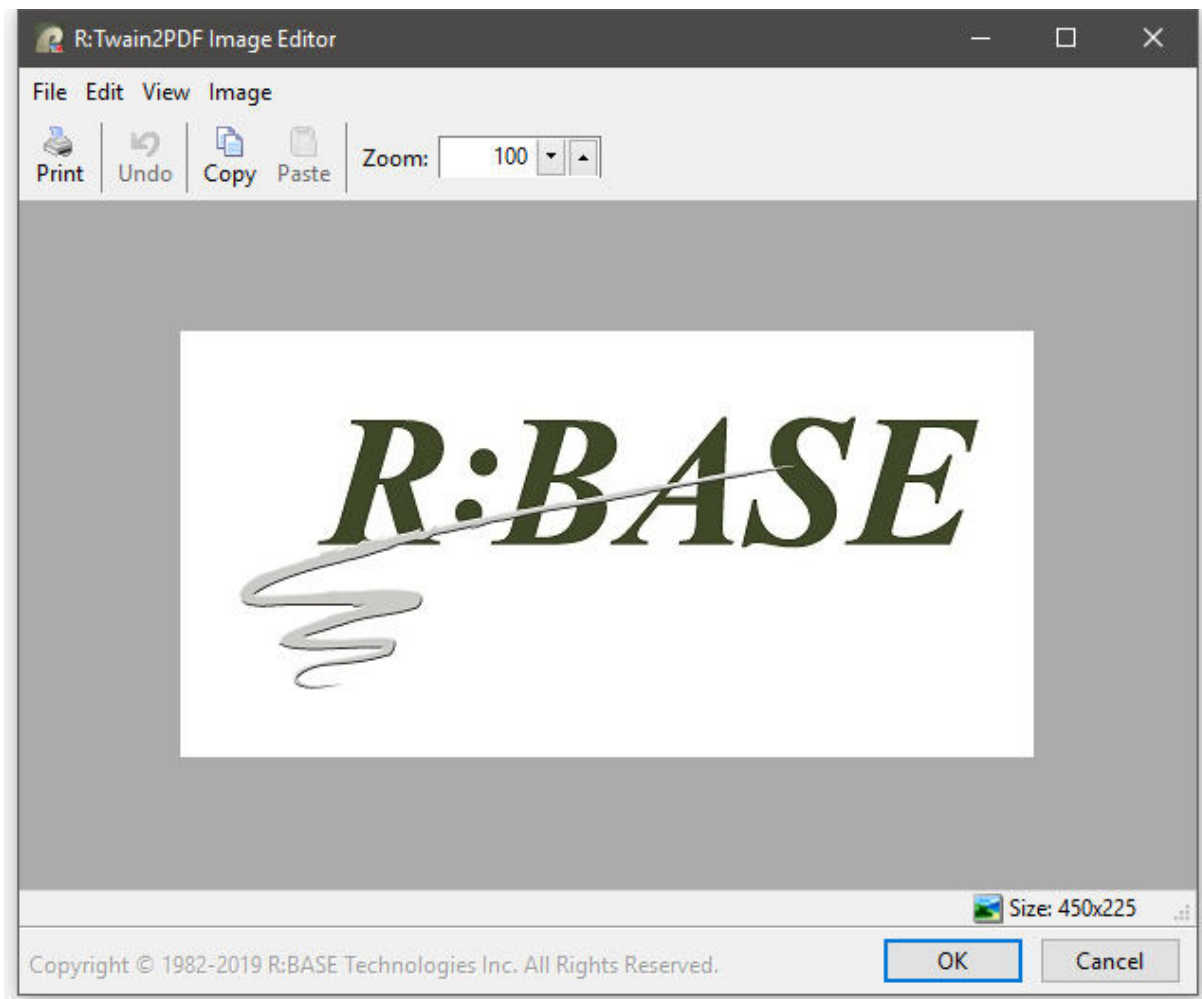 R:Twain2PDF Image Editor
File Edit View Image
Print Undo Copy Paste Zoom: 100
R:BASE
Size: 450x225
Copyright © 1982-2019 R:BASE Technologies Inc. All Rights Reserved. OK Cancel